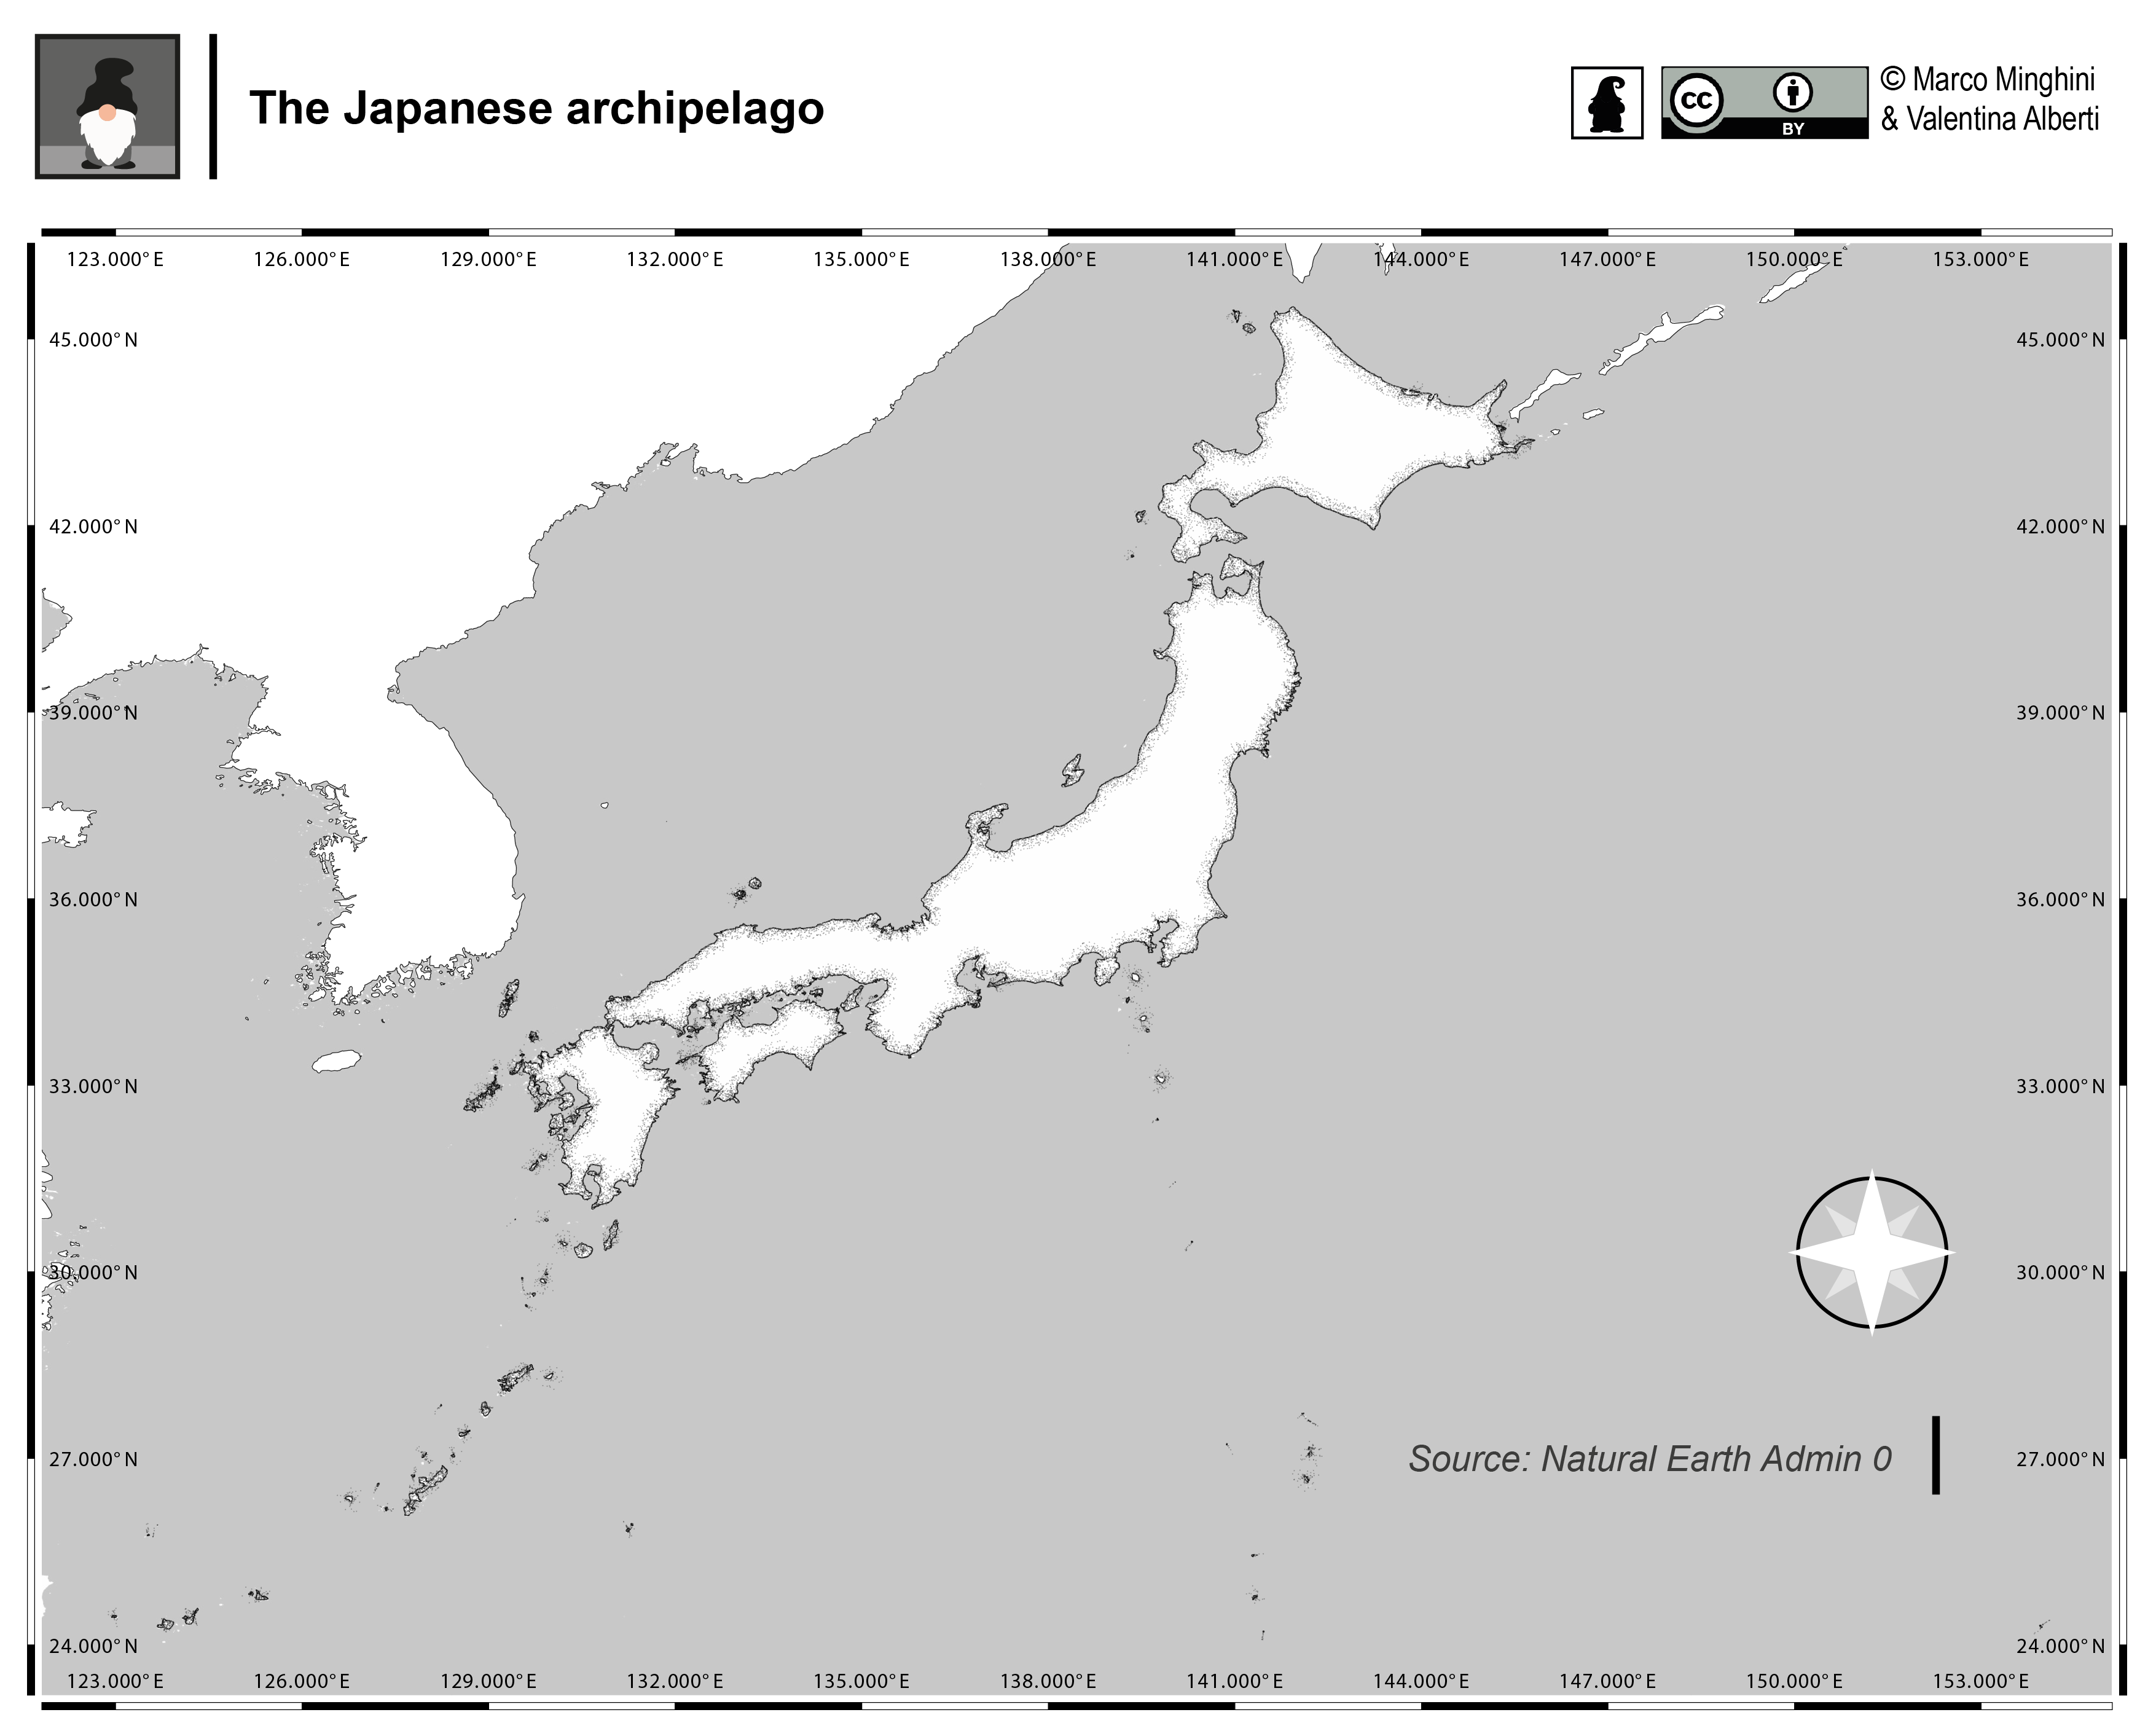 The Japanese archipelago
cc
BY
© Marco Minghini
& Valentina Alberti
123.000° E 126.000° E 129.000° E 132.000° E 135.000° E 138.000° E 141.000° E 144.000° E 147.000° E 150.000° E 153.000° E
45.000° N 45.000° N
42.000° N 42.000° N
39.000° N 39.000° N
36.000° N 36.000° N
33.000° N 33.000° N
30.000° N 30.000° N
27.000° N Source: Natural Earth Admin 0 27.000° N
24.000° N 24.000° N
123.000° E 126.000° E 129.000° E 132.000° E 135.000° E 138.000° E 141.000° E 144.000° E 147.000° E 150.000° E 153.000° E